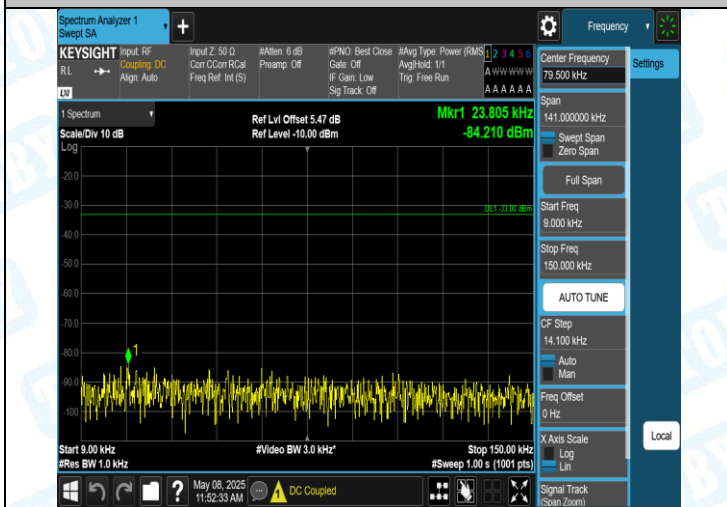 Spectrum Analyzer 1
Swept SA
+
Frequency
KEYSIGHT
RL
LXI
Input: RF
Coupling: DC
Align: Auto
Input Z: 50 Ω
Corr CCorr RCal
Freq Ref: Int (S)
#Atten: 6 dB
Preamp: Off
#PNO: Best Close
Gate: Off
IF Gain: Low
Sig Track: Off
#Avg Type: Power (RMS
Avg|Hold: 1/1
Trig: Free Run
1 2 3 4 5 6
A W W W W W
A A A A A A
1 Spectrum
Scale/Div 10 dB
Ref Lvl Offset 5.47 dB
Ref Level -10.00 dBm
Mkr1 23.805 kHz
-84.210 dBm
Log
-20.0
-30.0
-40.0
-50.0
-60.0
-70.0
-80.0
-90.0
-100
DL1 -33.00 dBm
1
Start 9.00 kHz
#Res BW 1.0 kHz
#Video BW 3.0 kHz*
Stop 150.00 kHz
#Sweep 1.00 s (1001 pts)
Center Frequency
79.500 kHz
Span
141.000000 kHz
Swept Span
Zero Span
Full Span
Start Freq
9.000 kHz
Stop Freq
150.000 kHz
AUTO TUNE
CF Step
14.100 kHz
Auto
Man
Freq Offset
0 Hz
X Axis Scale
Log
Lin
Signal Track
(Span Zoom)
Settings
Local
?
May 08, 2025
11:52:33 AM
DC Coupled